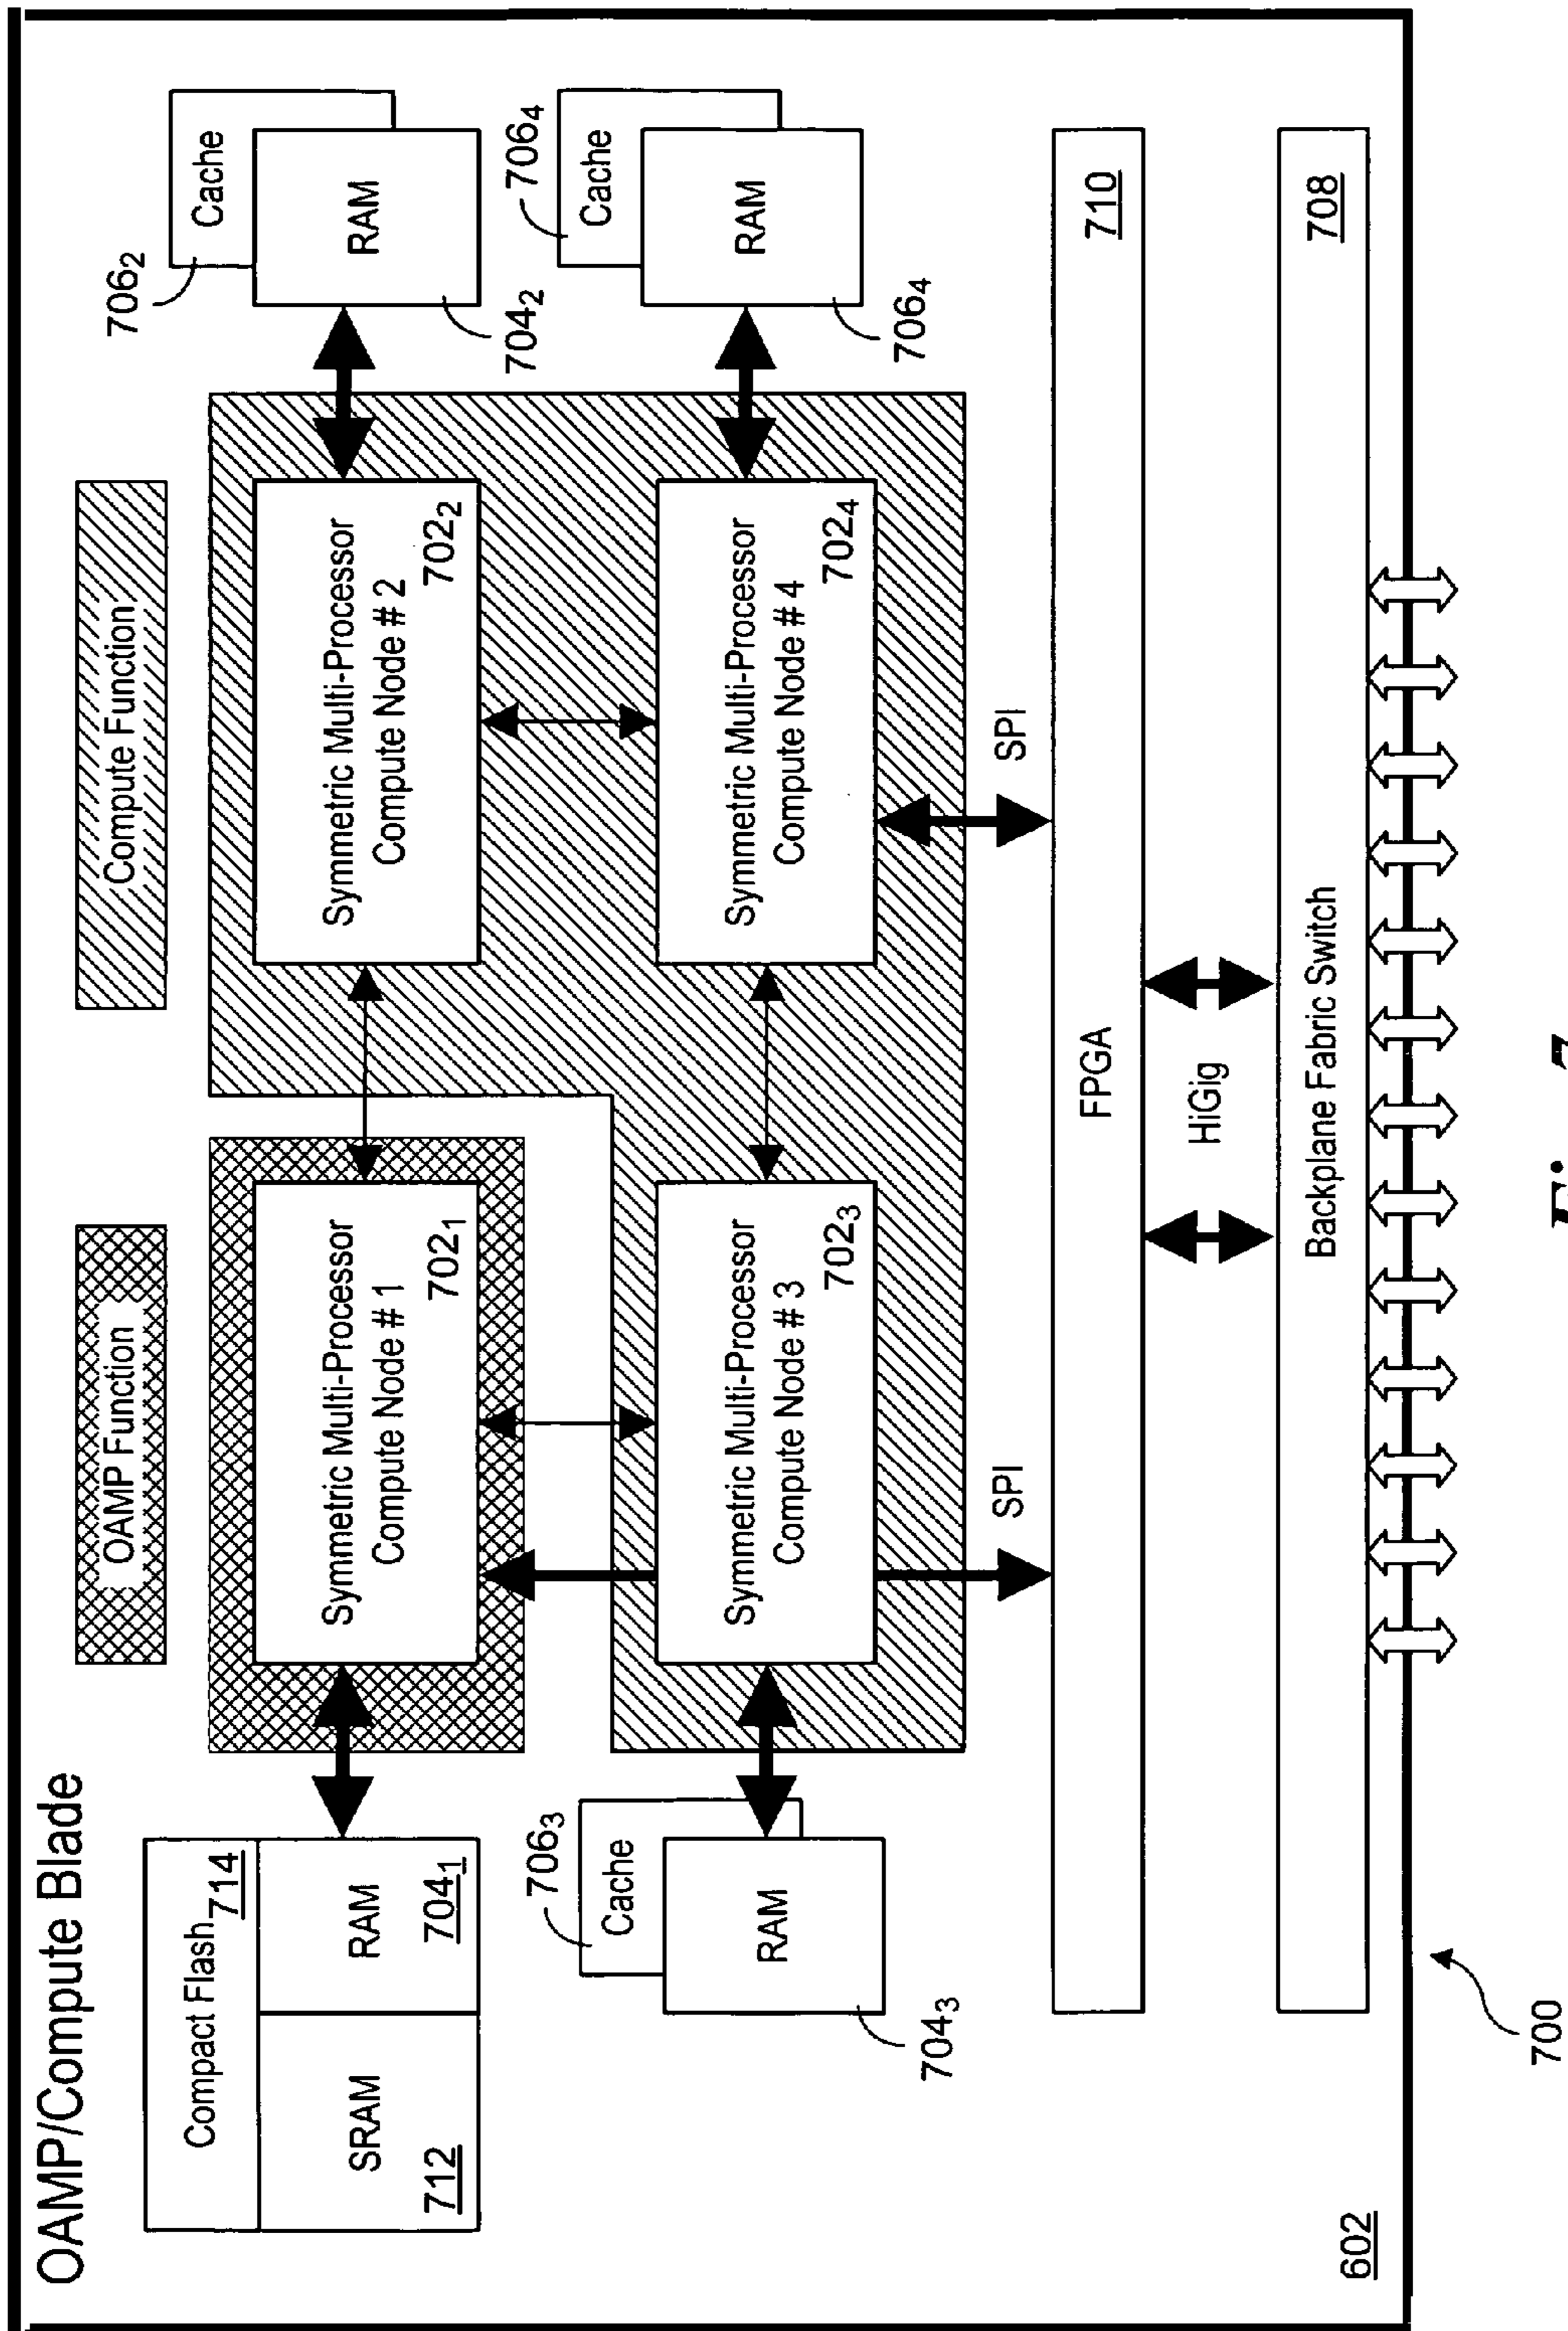 OAMP/Compute Blade
OAMP Function
Compute Function
Compact Flash
714
SRAM
712
RAM
704₁
Symmetric Multi-Processor
Compute Node # 1
702₁
Symmetric Multi-Processor
Compute Node # 2
702₂
706₂
Cache
RAM
704₂
706₃
Cache
RAM
704₃
Symmetric Multi-Processor
Compute Node # 3
702₃
Symmetric Multi-Processor
Compute Node # 4
702₄
706₄
Cache
RAM
706₄
SPI
SPI
FPGA
710
HiGig
Backplane Fabric Switch
708
602
700